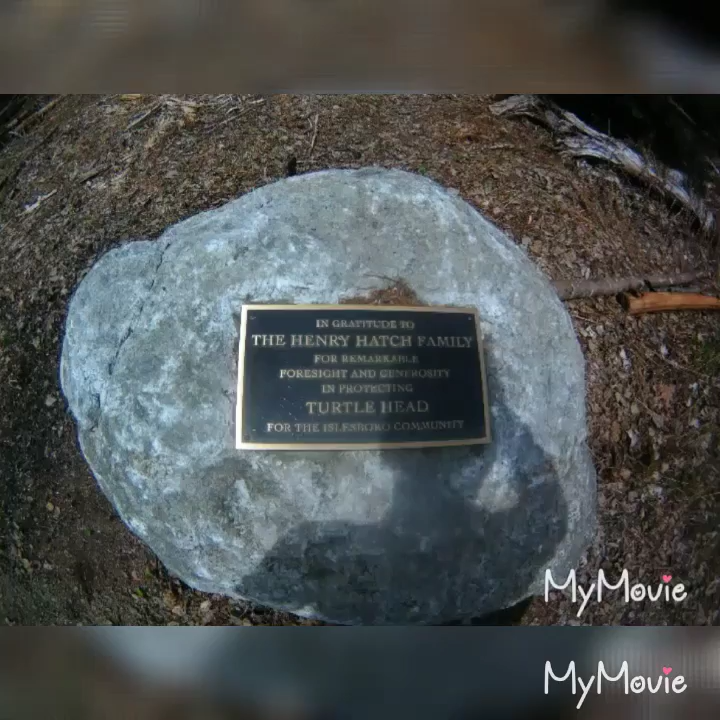 IN GRATITUDE TO
THE HENRY HATCH FAMILY
FOR REMARKABLE
FORESIGHT AND GENEROSITY
IN PROTECTING
TURTLE HEAD
FOR THE ISLESBORO COMMUNITY
MyMovie
MyMovie